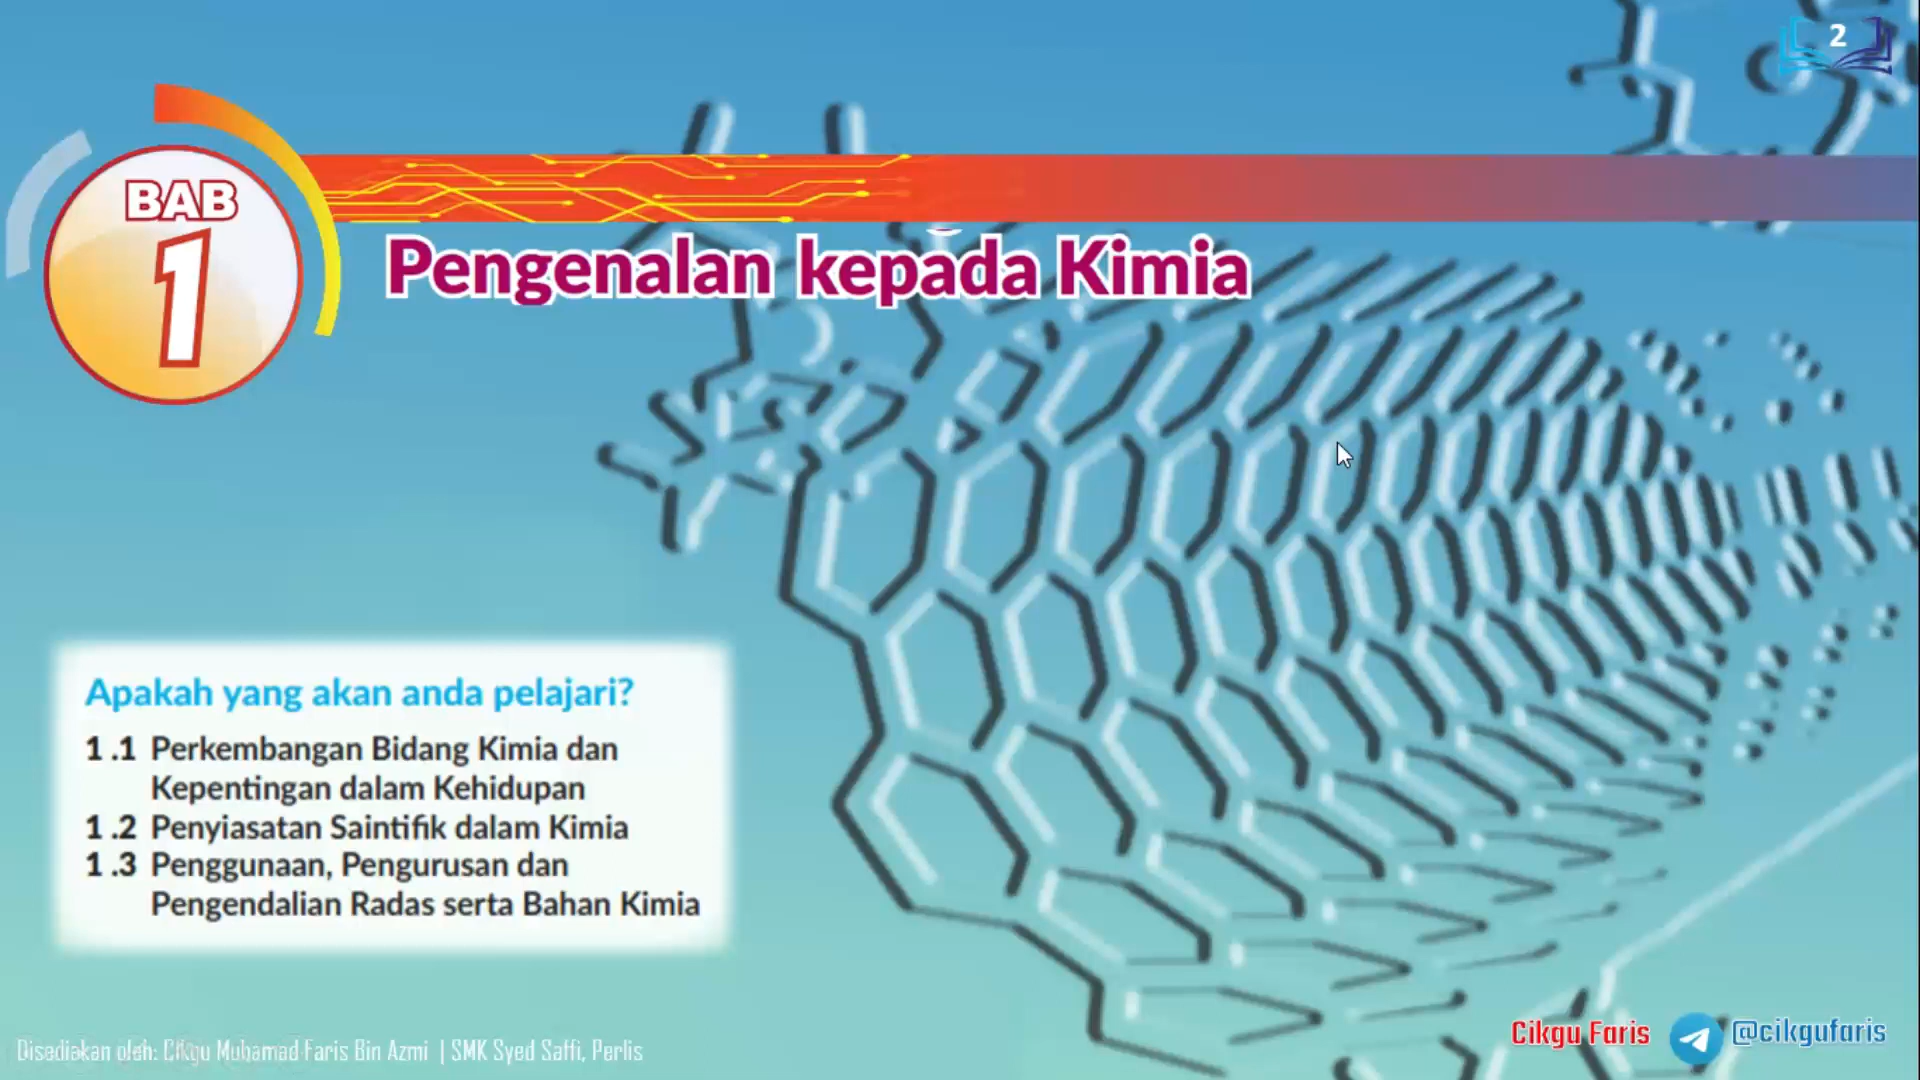 2
BAB
1
Pengenalan kepada Kimia
Apakah yang akan anda pelajari?
1 .1 Perkembangan Bidang Kimia dan
Kepentingan dalam Kehidupan
1 .2 Penyiasatan Saintifik dalam Kimia
1 .3 Penggunaan, Pengurusan dan
Pengendalian Radas serta Bahan Kimia
Disediakan oleh: Cikgu Muhamad Faris Bin Azmi | SMK Syed Saffi, Perlis
Cikgu Faris @cikgufaris